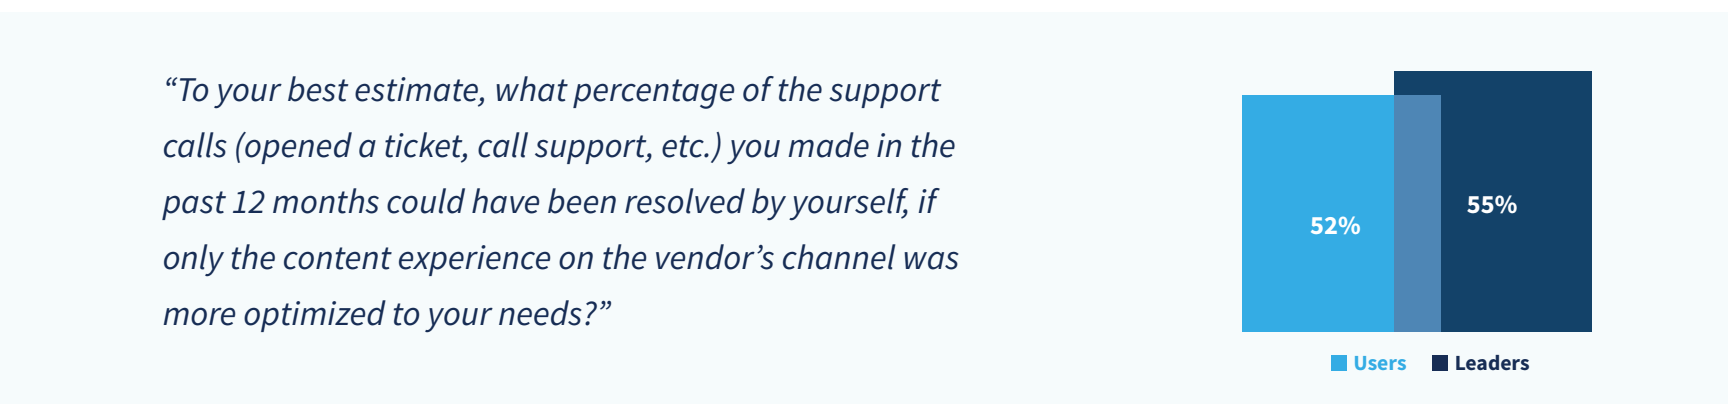 “To your best estimate, what percentage of the support
calls (opened a ticket, call support, etc.) you made in the
past 12 months could have been resolved by yourself, if
only the content experience on the vendor’s channel was
more optimized to your needs?”
52%
55%
Users
Leaders